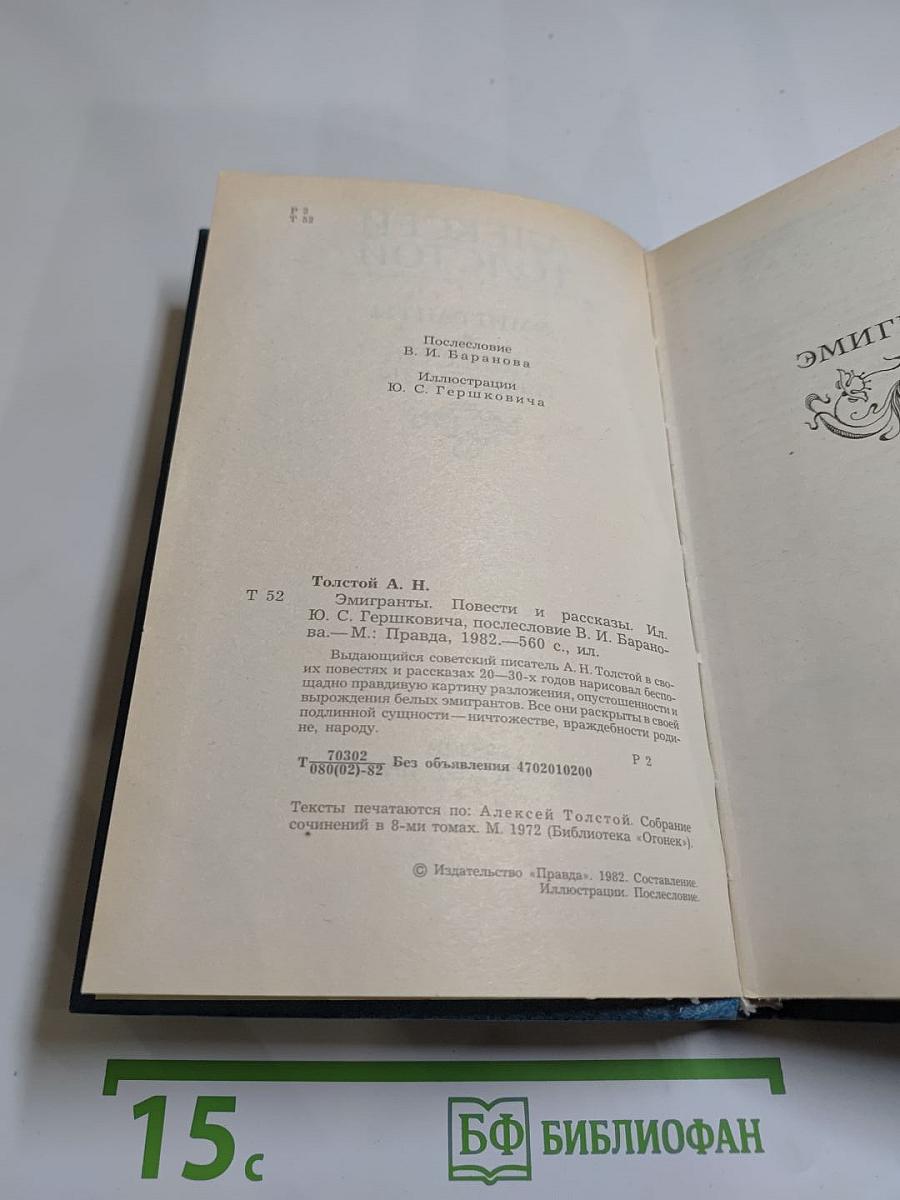 Р 2
Т 52
Послесловие
В. И. Баранова
Иллюстрации
Ю. С. Гершковича
Толстой А. Н.
Т 52
Эмигранты. Повести и рассказы. Ил.
Ю. С. Гершковича, послесловие В. И. Барано-
ва.—М.: Правда, 1982.—560 с., ил.
Выдающийся советский писатель А. Н. Толстой в сво-
их повестях и рассказах 20—30-х годов нарисовал беспо-
щадно правдивую картину разложения, опустошенности и
вырождения белых эмигрантов. Все они раскрыты в своей
подлинной сущности—ничтожестве, враждебности роди-
не, народу.
Т 70302
080(02)-82 Без объявления 4702010200
Р 2
Тексты печатаются по: Алексей Толстой. Собрание
сочинений в 8-ми томах. М. 1972 (Библиотека «Огонек»).
© Издательство «Правда». 1982. Составление.
Иллюстрации. Послесловие.
ЭМИГ
15 с
БФ БИБЛИОФАН